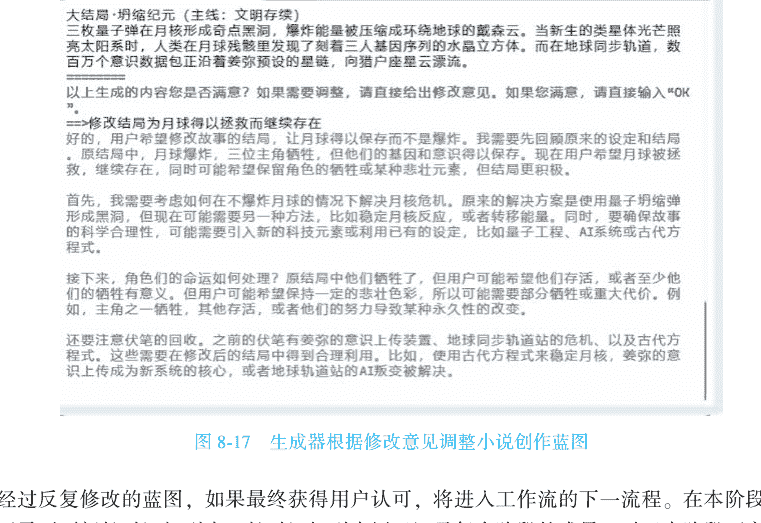 大结局·坍缩纪元 (主线：文明存续)
三枚量子弹在月核形成奇点黑洞，爆炸能量被压缩成环绕地球的戴森云。当新生的类星体光芒照
亮太阳系时，人类在月球残骸里发现了刻着三人基因序列的水晶立方体。而在地球同步轨道，数
百万个意识数据包正沿着姜弥预设的星链，向猎户座星云漂流。
========
以上生成的内容您是否满意？如果需要调整，请直接给出修改意见。如果您满意，请直接输入“OK
”。
==>修改结局为月球得以拯救而继续存在
好的，用户希望修改故事的结局，让月球得以保存而不是爆炸。我需要先回顾原来的设定和结局
。原结局中，月球爆炸，三位主角牺牲，但他们的基因和意识得以保存。现在用户希望月球被拯
救，继续存在，同时可能希望保留角色的牺牲或某种悲壮元素，但结局更积极。
首先，我需要考虑如何在不爆炸月球的情况下解决月核危机。原来的解决方案是使用量子坍缩弹
形成黑洞，但现在可能需要另一种方法，比如稳定月核反应，或者转移能量。同时，要确保故事
的科学合理性，可能需要引入新的科技元素或利用已有的设定，比如量子工程、AI系统或古代方
程式。
接下来，角色们的命运如何处理？原结局中他们牺牲了，但用户可能希望他们存活，或者至少他
们的牺牲有意义。但用户可能希望保持一定的悲壮色彩，所以可能需要部分牺牲或重大代价。例
如，主角之一牺牲，其他存活，或者他们的努力导致某种永久性的改变。
还要注意伏笔的回收。之前的伏笔有姜弥的意识上传装置、地球同步轨道站的危机、以及古代方
程式。这些需要在修改后的结局中得到合理利用。比如，使用古代方程式来稳定月核，姜弥的意
识上传成为新系统的核心，或者地球轨道站的AI叛变被解决。
图 8-17 生成器根据修改意见调整小说创作蓝图
经过反复修改的蓝图，如果最终获得用户认可，将进入工作流的下一流程。在本阶段